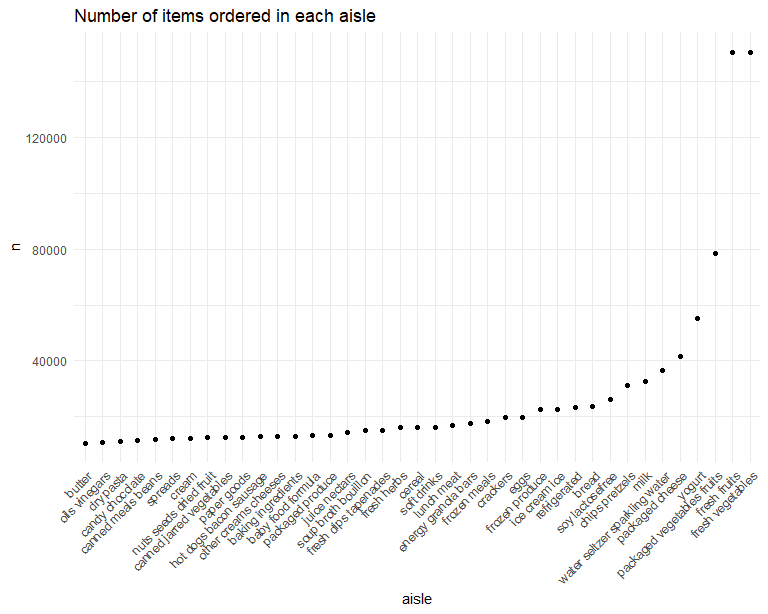 Number of items ordered in each aisle
120000
80000
40000
n
butter
oils vinegars
dry pasta
candy chocolate
canned meals beans
spreads
cream
nuts seeds dried fruit
canned jarred vegetables
paper goods
hot dogs bacon sausage
other creams cheeses
baking ingredients
baby food formula
packaged produce
juice nectars
soup broth bouillon
fresh dips tapenades
fresh herbs
cereal
soft drinks
lunch meat
energy granola bars
frozen meals
crackers
eggs
frozen produce
ice cream ice
refrigerated
bread
soy lactosefree
chips pretzels
milk
water seltzer sparkling water
packaged cheese
yogurt
packaged vegetables fruits
fresh fruits
fresh vegetables
aisle